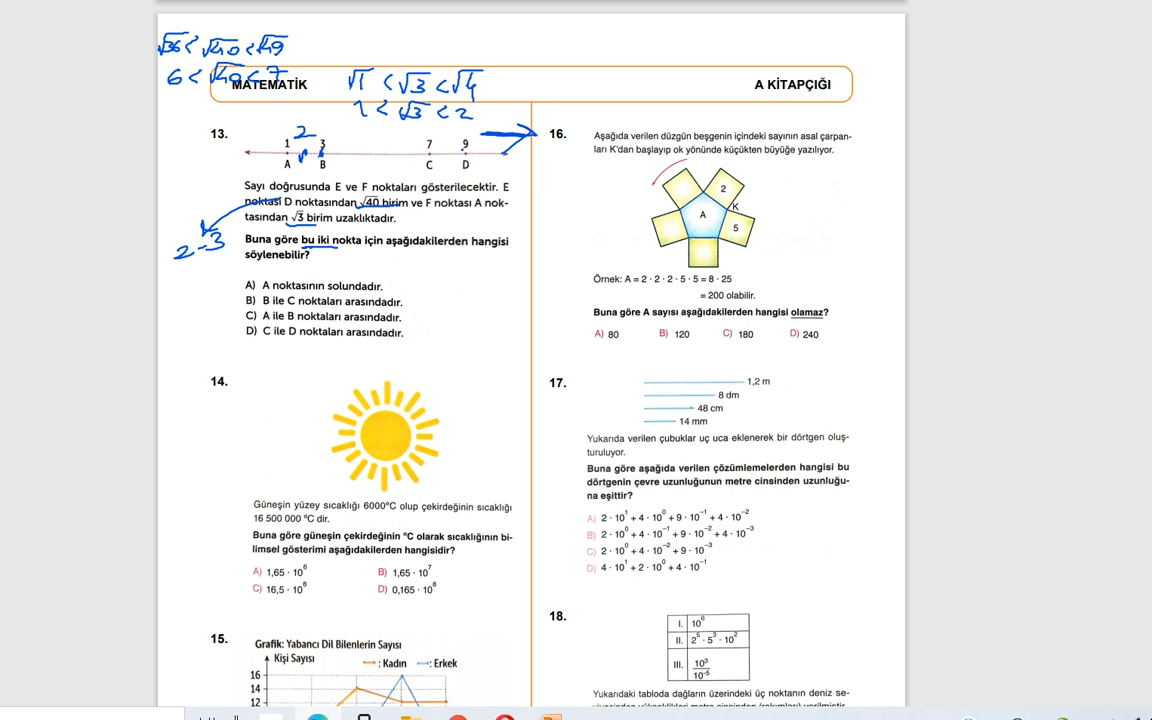 √36 < √40 < √49
6 < √40 < 7
√1 < √3 < √4
1 < √3 < 2
MATEMATİK
A KİTAPÇIĞI
13.
2
1 3 7 9
A B C D
Sayı doğrusunda E ve F noktaları gösterilecektir. E
noktası D noktasından √40 birim ve F noktası A nok-
tasından √3 birim uzaklıktadır.
2-3
Buna göre bu iki nokta için aşağıdakilerden hangisi
söylenebilir?
A) A noktasının solundadır.
B) B ile C noktaları arasındadır.
C) A ile B noktaları arasındadır.
D) C ile D noktaları arasındadır.
14.
Güneşin yüzey sıcaklığı 6000°C olup çekirdeğinin sıcaklığı
16 500 000 °C dir.
Buna göre güneşin çekirdeğinin °C olarak sıcaklığının bi-
limsel gösterimi aşağıdakilerden hangisidir?
A) 1,65 · 10⁶ B) 1,65 · 10⁷
C) 16,5 · 10⁸ D) 0,165 · 10⁸
15.
Grafik: Yabancı Dil Bilenlerin Sayısı
Kişi Sayısı
: Kadın : Erkek
16
14
12
16.
Aşağıda verilen düzgün beşgenin içindeki sayının asal çarpan-
ları K'dan başlayıp ok yönünde küçükten büyüğe yazılıyor.
2
K
A
5
Örnek: A = 2 · 2 · 2 · 5 · 5 = 8 · 25
= 200 olabilir.
Buna göre A sayısı aşağıdakilerden hangisi olamaz?
A) 80 B) 120 C) 180 D) 240
17.
1,2 m
8 dm
48 cm
14 mm
Yukarıda verilen çubuklar uç uca eklenerek bir dörtgen oluş-
turuluyor.
Buna göre aşağıda verilen çözümlemelerden hangisi bu
dörtgenin çevre uzunluğunun metre cinsinden uzunluğu-
na eşittir?
A) 2 · 10¹ + 4 · 10⁰ + 9 · 10⁻¹ + 4 · 10⁻²
B) 2 · 10⁰ + 4 · 10⁻¹ + 9 · 10⁻² + 4 · 10⁻³
C) 2 · 10⁰ + 4 · 10⁻² + 9 · 10⁻³
D) 4 · 10¹ + 2 · 10⁰ + 4 · 10⁻¹
18.
I. 10⁶
II. 2⁵ · 5³ · 10²
III. 10³
10⁻⁵
Yukarıdaki tabloda dağların üzerindeki üç noktanın deniz se-